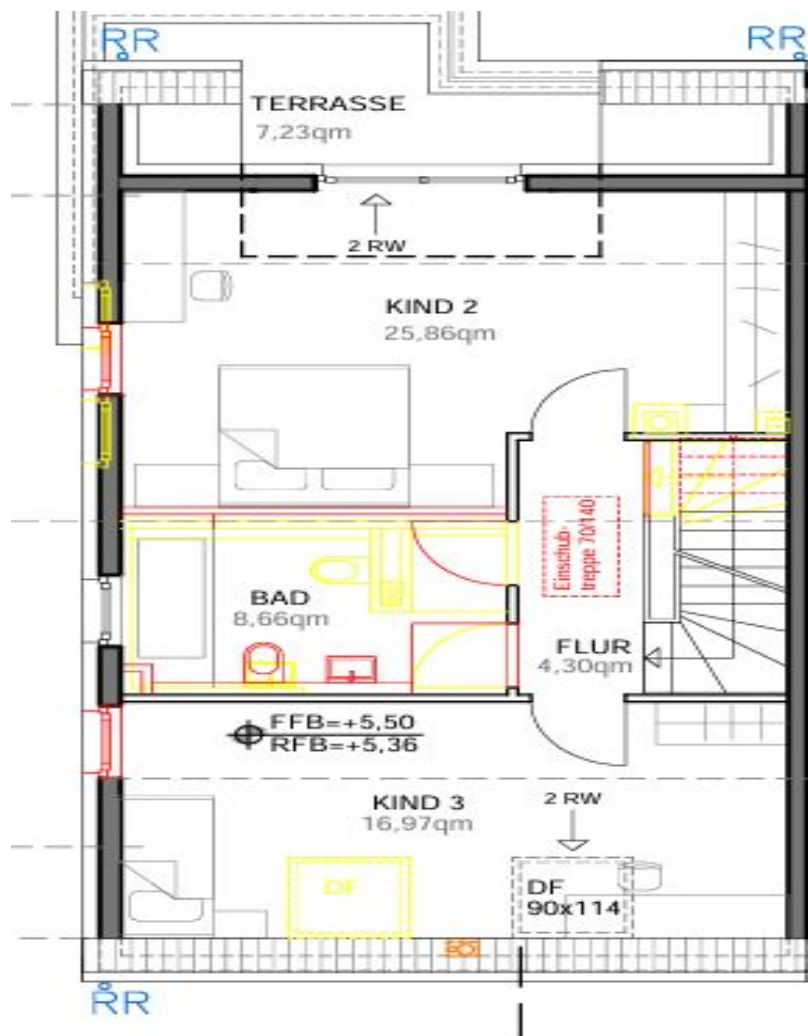 RR
RR
TERRASSE
7,23qm
2 RW
KIND 2
25,86qm
Einschub-
treppe 70/140
BAD
8,66qm
FLUR
4,30qm
FFB=+5,50
RFB=+5,36
KIND 3
16,97qm
2 RW
DF
DF
90x114
RR